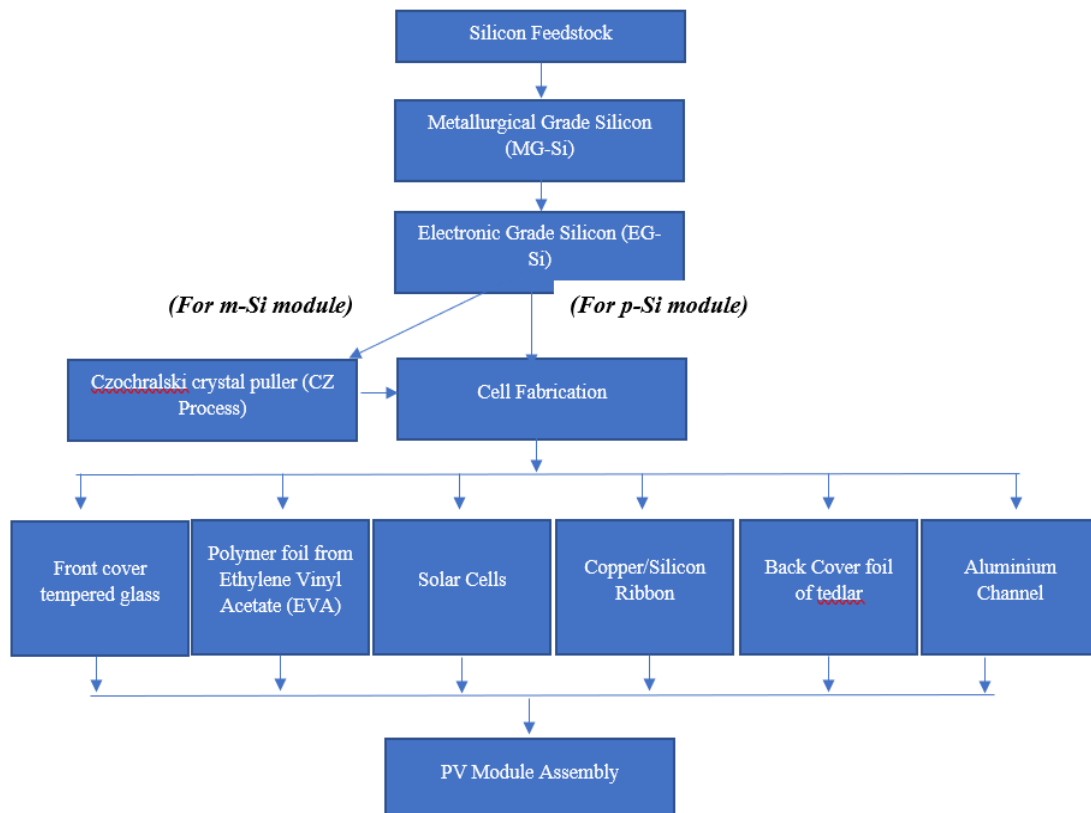 Silicon Feedstock
Metallurgical Grade Silicon
(MG-Si)
Electronic Grade Silicon (EG-
Si)
(For m-Si module)
(For p-Si module)
Czochralski crystal puller (CZ
Process)
Cell Fabrication
Front cover
tempered glass
Polymer foil from
Ethylene Vinyl
Acetate (EVA)
Solar Cells
Copper/Silicon
Ribbon
Back Cover foil
of tedlar
Aluminium
Channel
PV Module Assembly